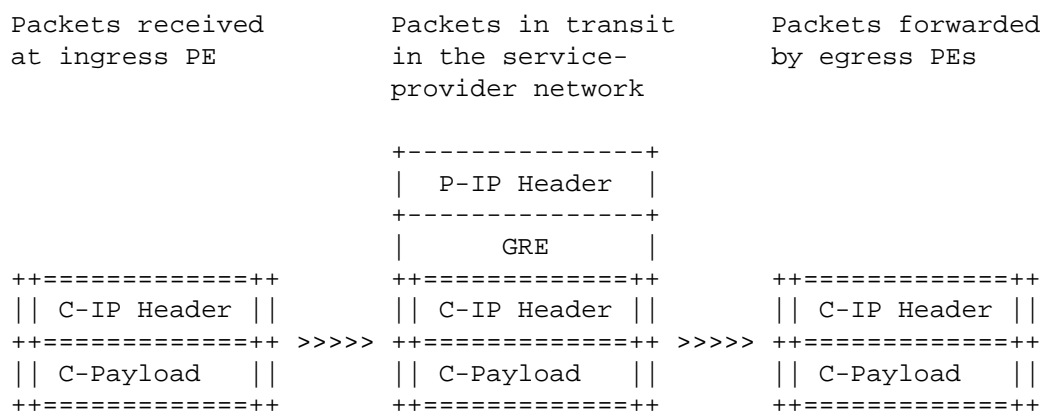 Packets received          Packets in transit      Packets forwarded
at ingress PE             in the service-         by egress PEs
                          provider network
                        +---------------+
                        |  P-IP Header  |
                        +---------------+
                        |      GRE      |
++=============++       ++=============++       ++=============++
|| C-IP Header ||       || C-IP Header ||       || C-IP Header ||
++=============++ >>>>> ++=============++ >>>>> ++=============++
|| C-Payload   ||       || C-Payload   ||       || C-Payload   ||
++=============++       ++=============++       ++=============++